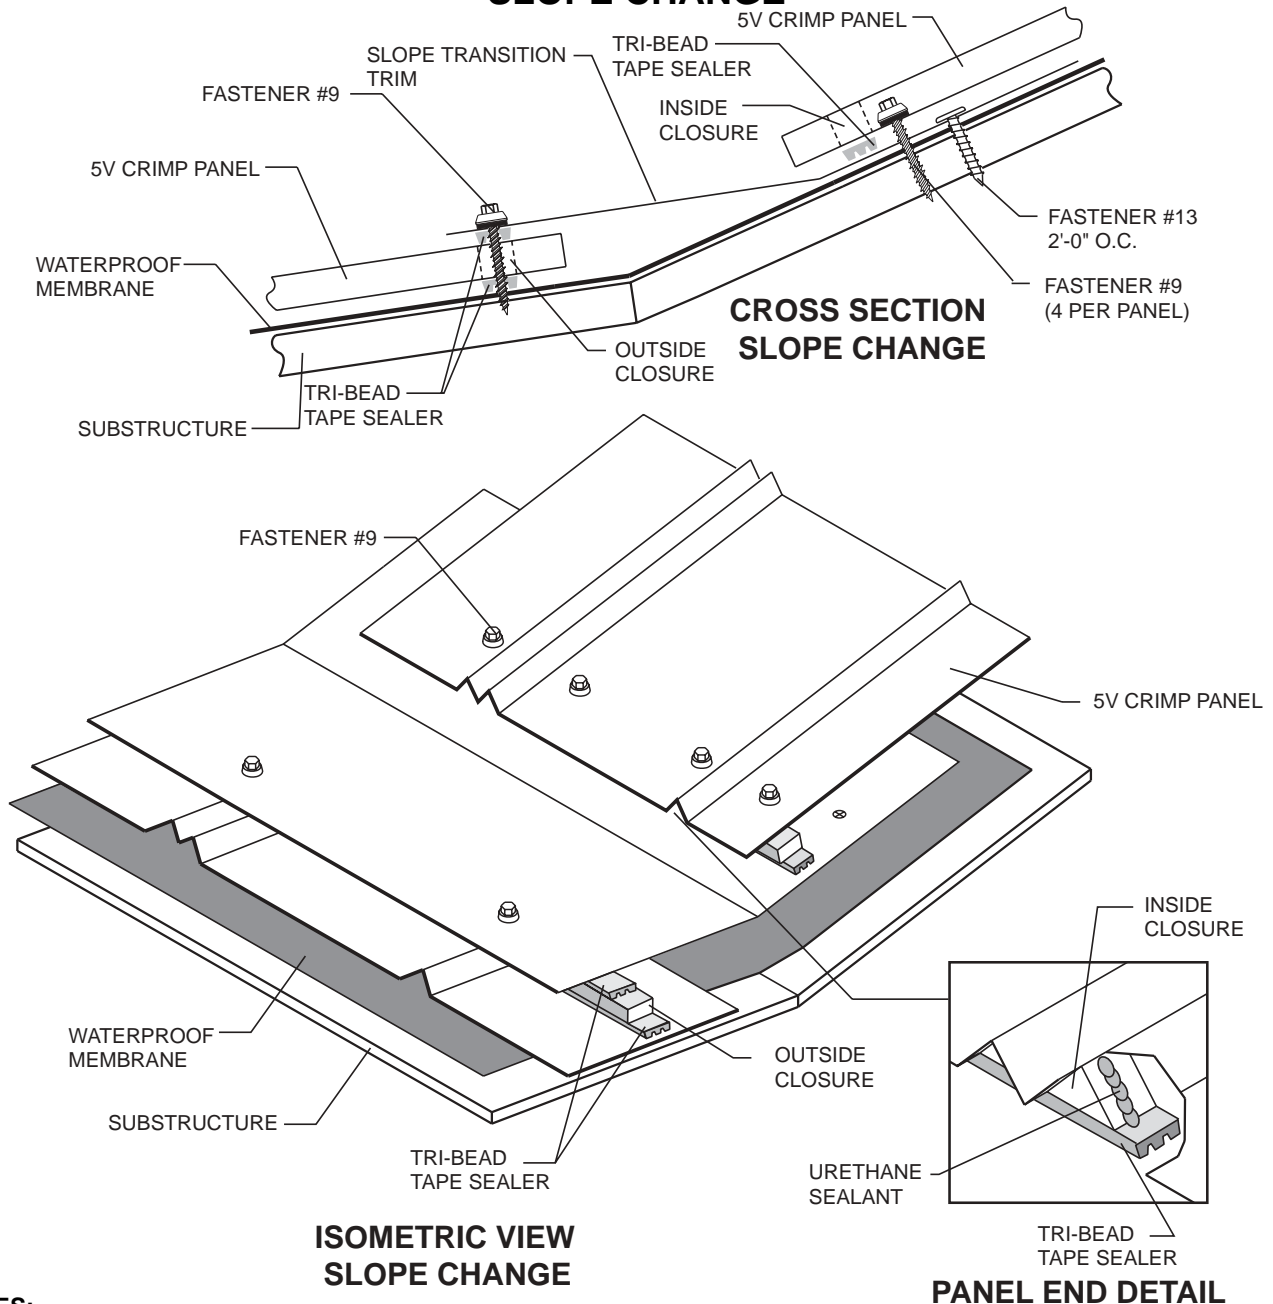 SLOPE CHANGE
5V CRIMP PANEL
TRI-BEAD
TAPE SEALER
SLOPE TRANSITION
TRIM
FASTENER #9
INSIDE
CLOSURE
5V CRIMP PANEL
FASTENER #13
2'-0" O.C.
WATERPROOF
MEMBRANE
FASTENER #9
(4 PER PANEL)
CROSS SECTION
SLOPE CHANGE
OUTSIDE
CLOSURE
TRI-BEAD
TAPE SEALER
SUBSTRUCTURE
FASTENER #9
5V CRIMP PANEL
INSIDE
CLOSURE
WATERPROOF
MEMBRANE
OUTSIDE
CLOSURE
SUBSTRUCTURE
TRI-BEAD
TAPE SEALER
URETHANE
SEALANT
TRI-BEAD
TAPE SEALER
ISOMETRIC VIEW
SLOPE CHANGE
PANEL END DETAIL